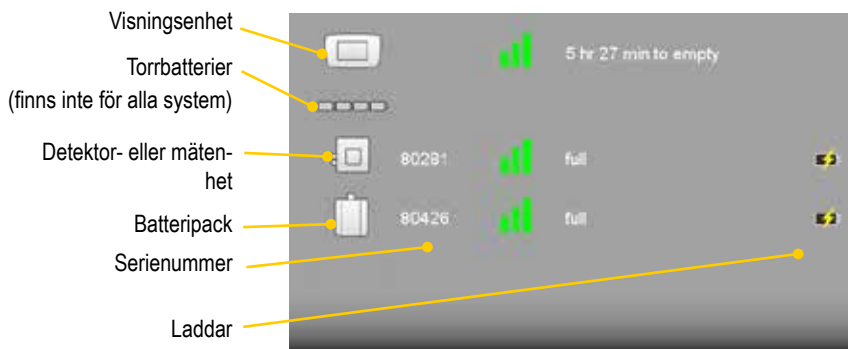 Visningsenhet
5 hr 27 min to empty
Torrbatterier
(finns inte för alla system)
Detektor- eller mäten-
het
80281 full
Batteripack
80426 full
Serienummer
Laddar